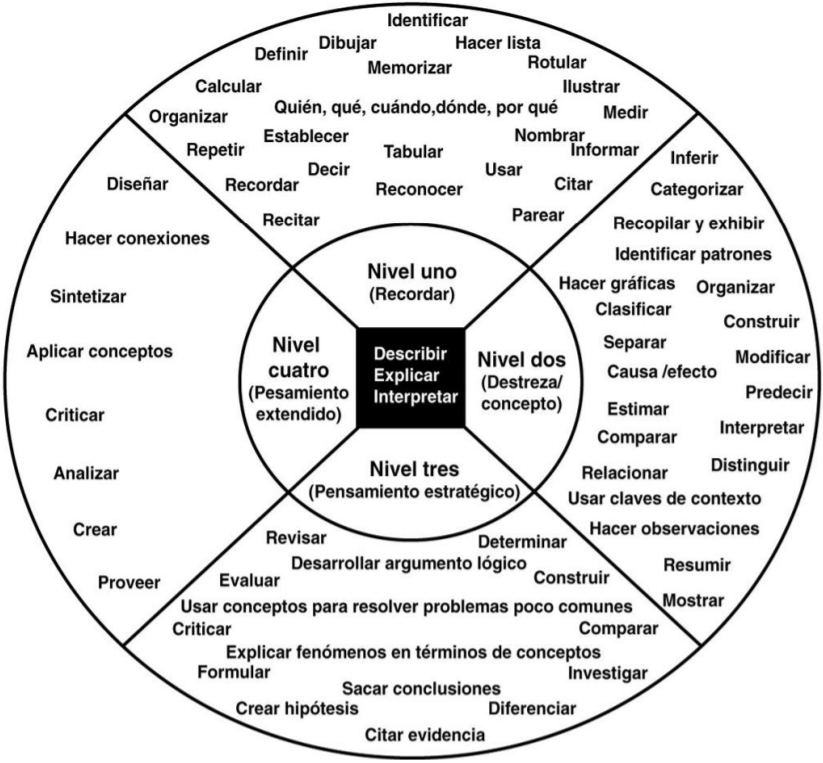 Identificar
Dibujar
Hacer lista
Definir
Memorizar
Rotular
Calcular
Ilustrar
Quién, qué, cuándo,dónde, por qué
Medir
Organizar
Establecer
Nombrar
Repetir
Tabular
Informar
Decir
Usar
Recordar
Reconocer
Citar
Recitar
Parear
Nivel uno
(Recordar)
Inferir
Categorizar
Recopilar y exhibir
Identificar patrones
Hacer gráficas
Organizar
Clasificar
Construir
Separar
Modificar
Causa /efecto
Predecir
Estimar
Interpretar
Comparar
Distinguir
Relacionar
Usar claves de contexto
Hacer observaciones
Resumir
Mostrar
Nivel dos
(Destreza/
concepto)
Nivel tres
(Pensamiento estratégico)
Revisar
Determinar
Desarrollar argumento lógico
Evaluar
Construir
Usar conceptos para resolver problemas poco comunes
Criticar
Comparar
Explicar fenómenos en términos de conceptos
Formular
Investigar
Sacar conclusiones
Crear hipótesis
Diferenciar
Citar evidencia
Nivel
cuatro
(Pesamiento
extendido)
Diseñar
Hacer conexiones
Sintetizar
Aplicar conceptos
Criticar
Analizar
Crear
Proveer
Describir
Explicar
Interpretar